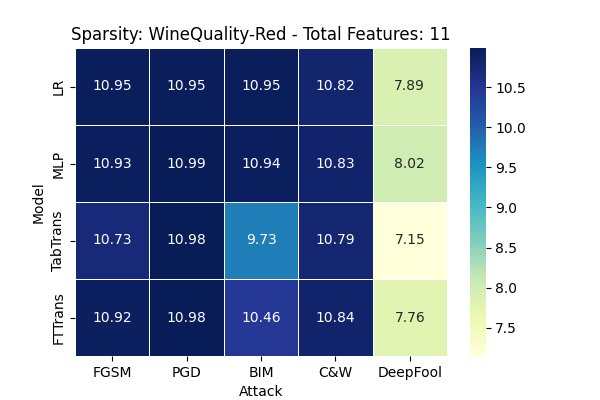 Sparsity: WineQuality-Red - Total Features: 11
Model
LR 10.95 10.95 10.95 10.82 7.89
MLP 10.93 10.99 10.94 10.83 8.02
TabTrans 10.73 10.98 9.73 10.79 7.15
FTTrans 10.92 10.98 10.46 10.84 7.76
FGSM PGD BIM C&W DeepFool
Attack
10.5
10.0
9.5
9.0
8.5
8.0
7.5